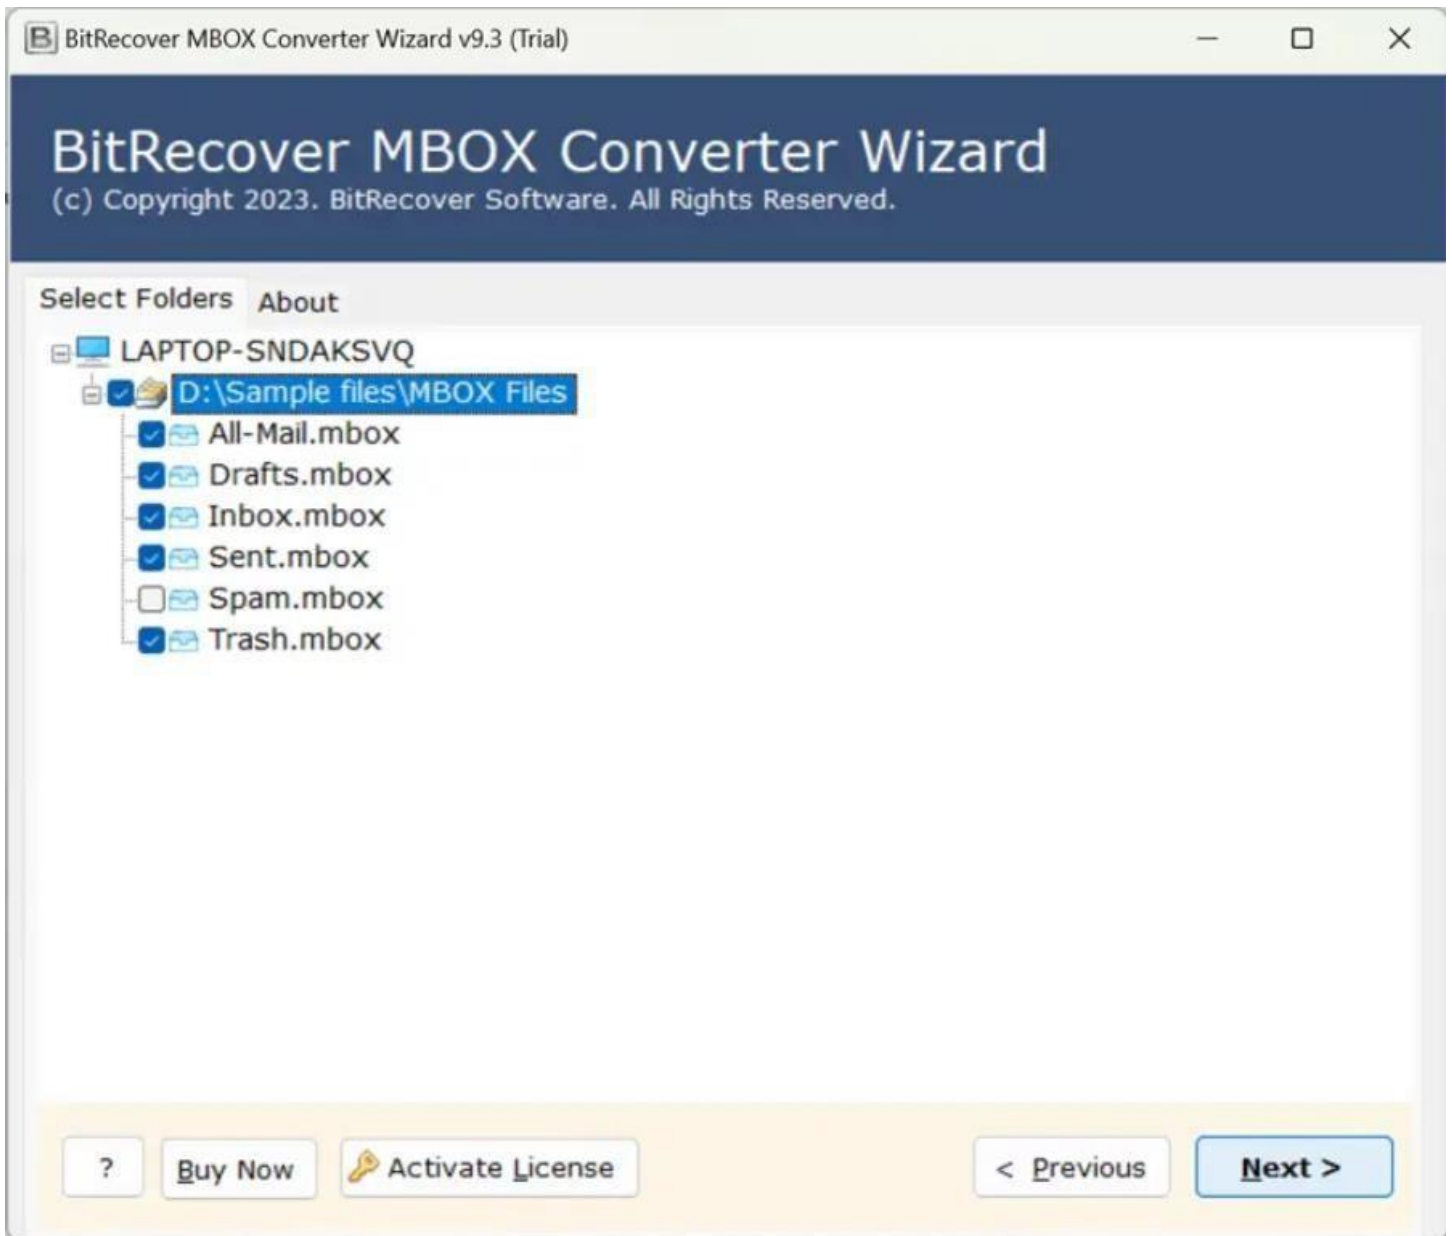 BitRecover MBOX Converter Wizard v9.3 (Trial)
BitRecover MBOX Converter Wizard
(c) Copyright 2023. BitRecover Software. All Rights Reserved.
Select Folders About
LAPTOP-SNDAKSVQ
D:\Sample files\MBOX Files
All-Mail.mbox
Drafts.mbox
Inbox.mbox
Sent.mbox
Spam.mbox
Trash.mbox
? Buy Now Activate License < Previous Next >